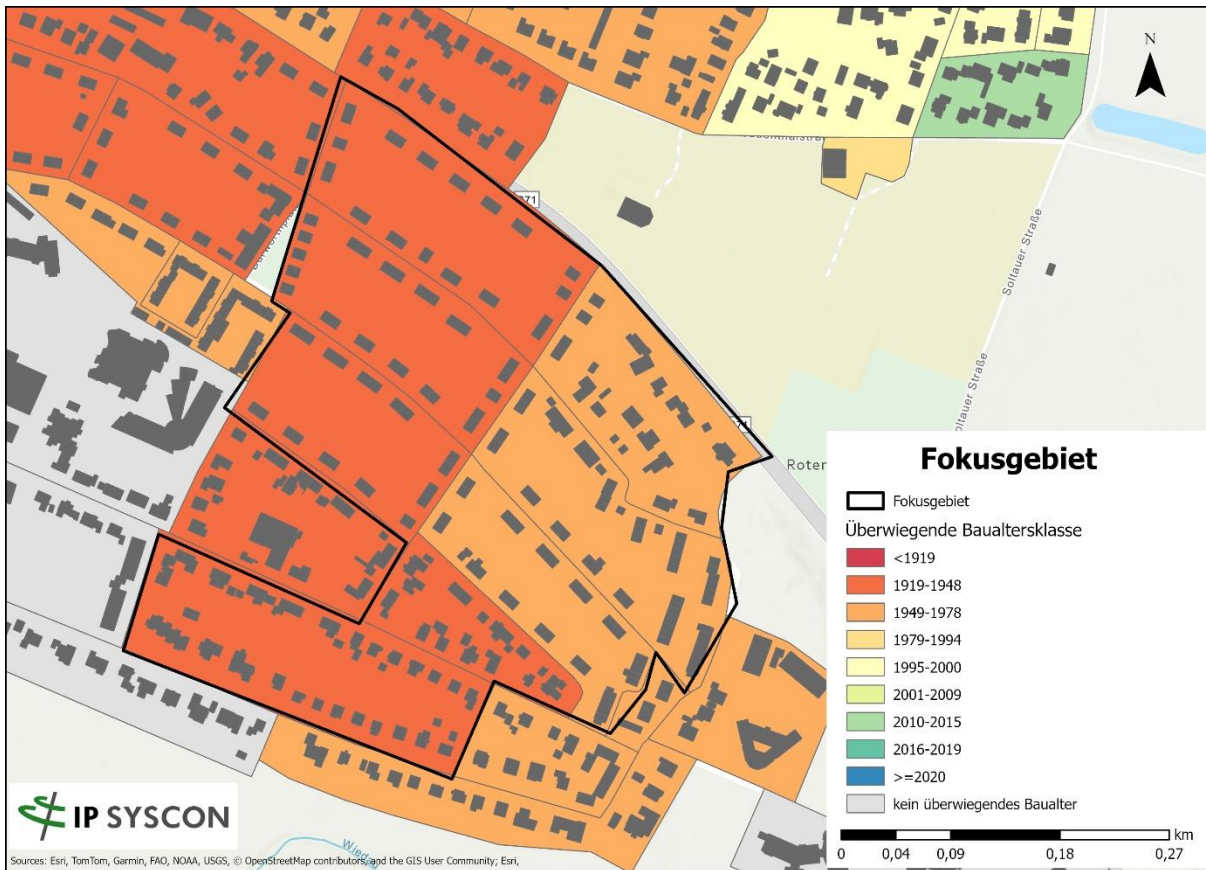 N
71
Soltauer Straße
Soltauer Straße
Roten
Fokusgebiet
Fokusgebiet
Überwiegende Baualtersklasse
<1919
1919-1948
1949-1978
1979-1994
1995-2000
2001-2009
2010-2015
2016-2019
>=2020
kein überwiegendes Baualter
km
0 0,04 0,09 0,18 0,27
IP SYSCON
Wiedau
Sources: Esri, TomTom, Garmin, FAO, NOAA, USGS, © OpenStreetMap contributors, and the GIS User Community; Esri,